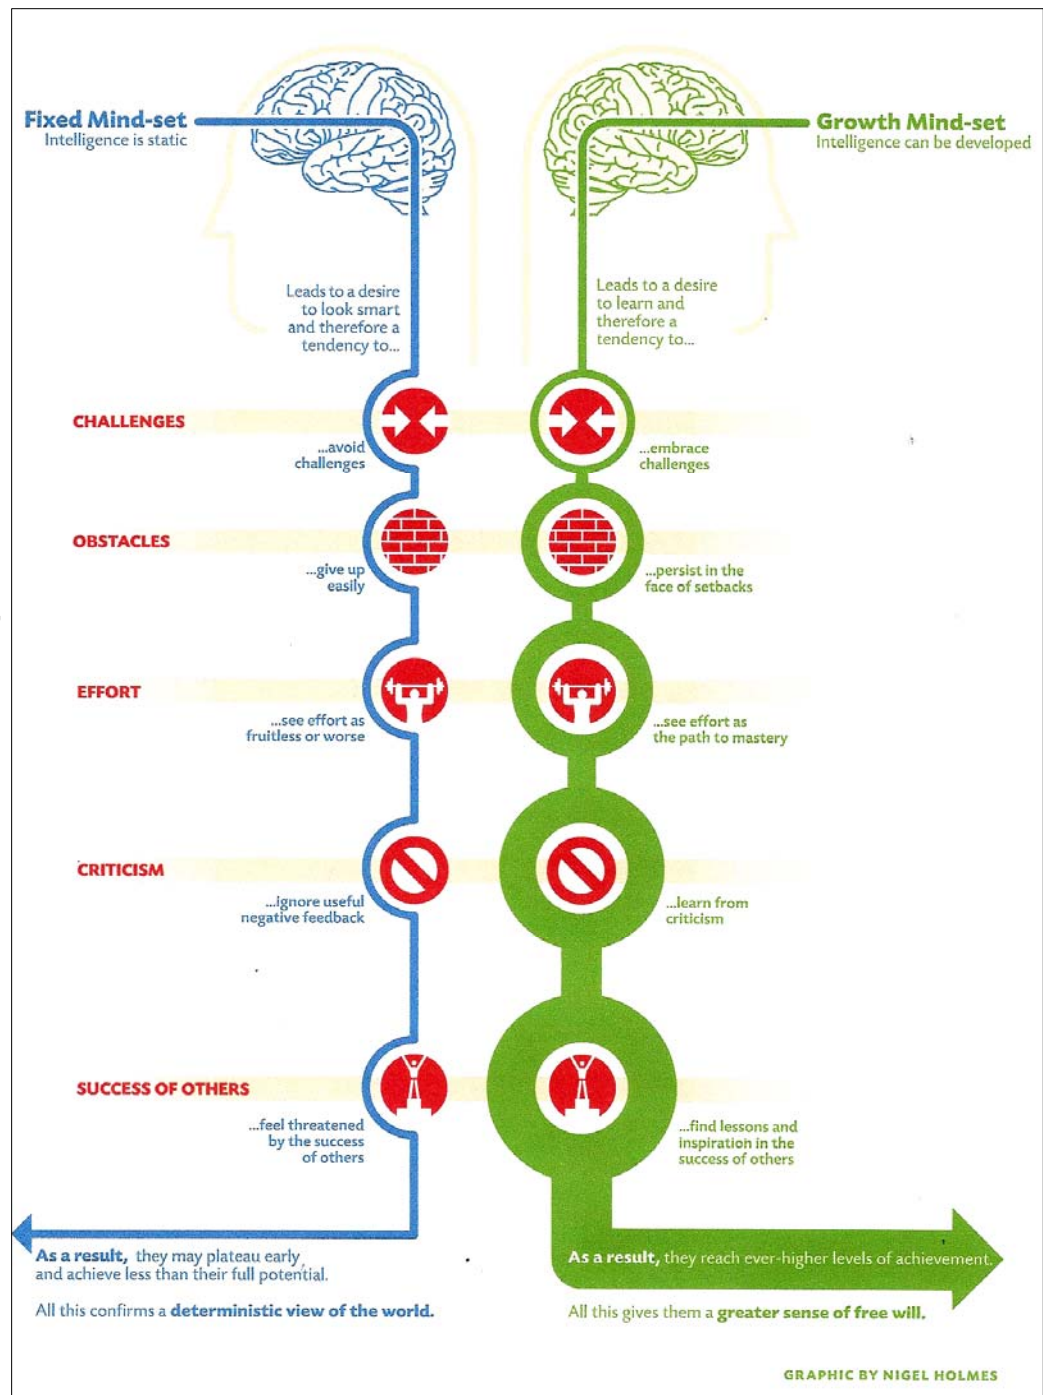 Fixed Mind-set
Intelligence is static
Growth Mind-set
Intelligence can be developed
Leads to a desire
to look smart
and therefore a
tendency to...
Leads to a desire
to learn and
therefore a
tendency to...
CHALLENGES
...avoid
challenges
...embrace
challenges
OBSTACLES
...give up
easily
...persist in the
face of setbacks
EFFORT
...see effort as
fruitless or worse
...see effort as
the path to mastery
CRITICISM
...ignore useful
negative feedback
...learn from
criticism
SUCCESS OF OTHERS
...feel threatened
by the success
of others
...find lessons and
inspiration in the
success of others
As a result, they may plateau early
and achieve less than their full potential.
All this confirms a deterministic view of the world.
As a result, they reach ever-higher levels of achievement.
All this gives them a greater sense of free will.
GRAPHIC BY NIGEL HOLMES